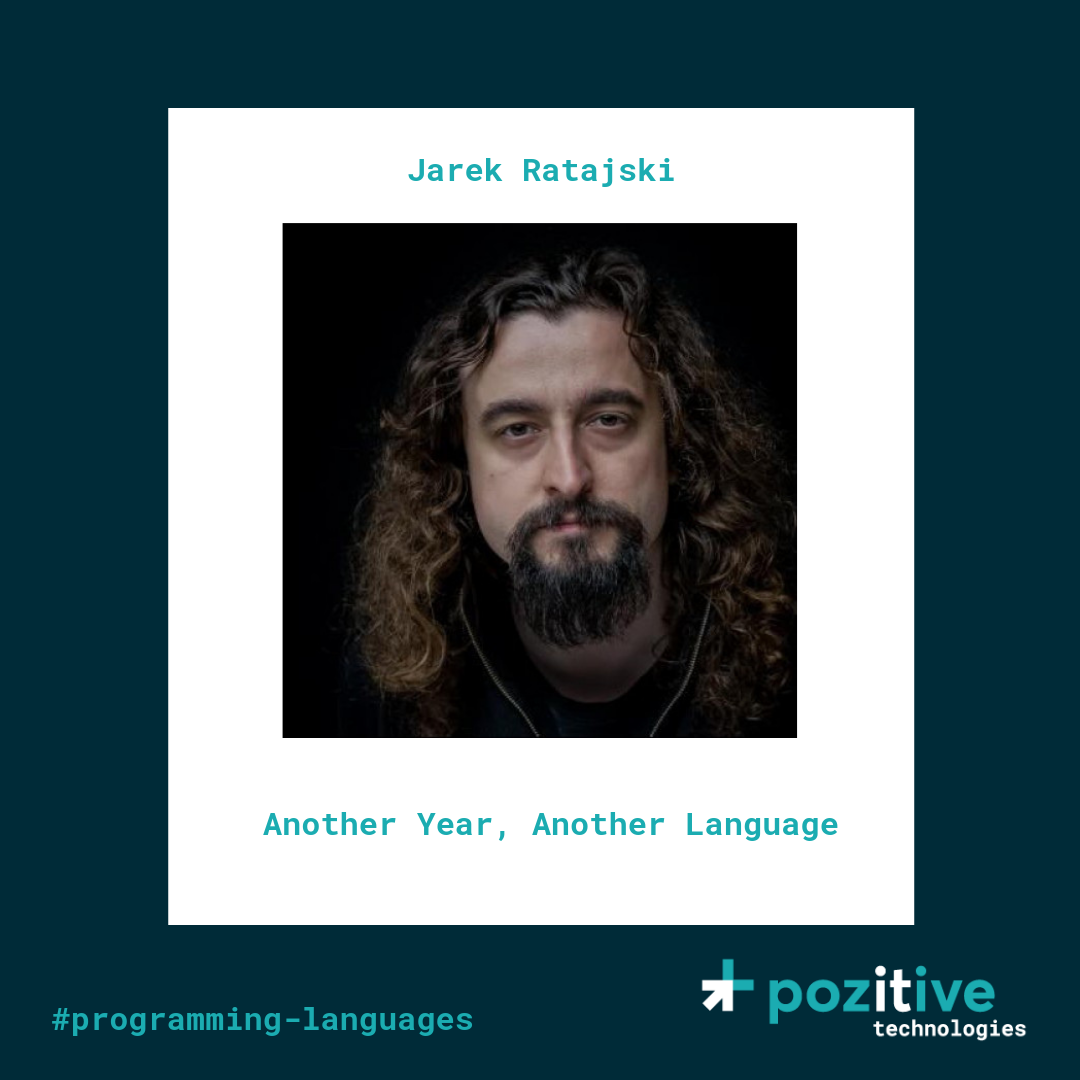 Jarek Ratajski
Another Year, Another Language
#programming-languages
pozitive
technologies